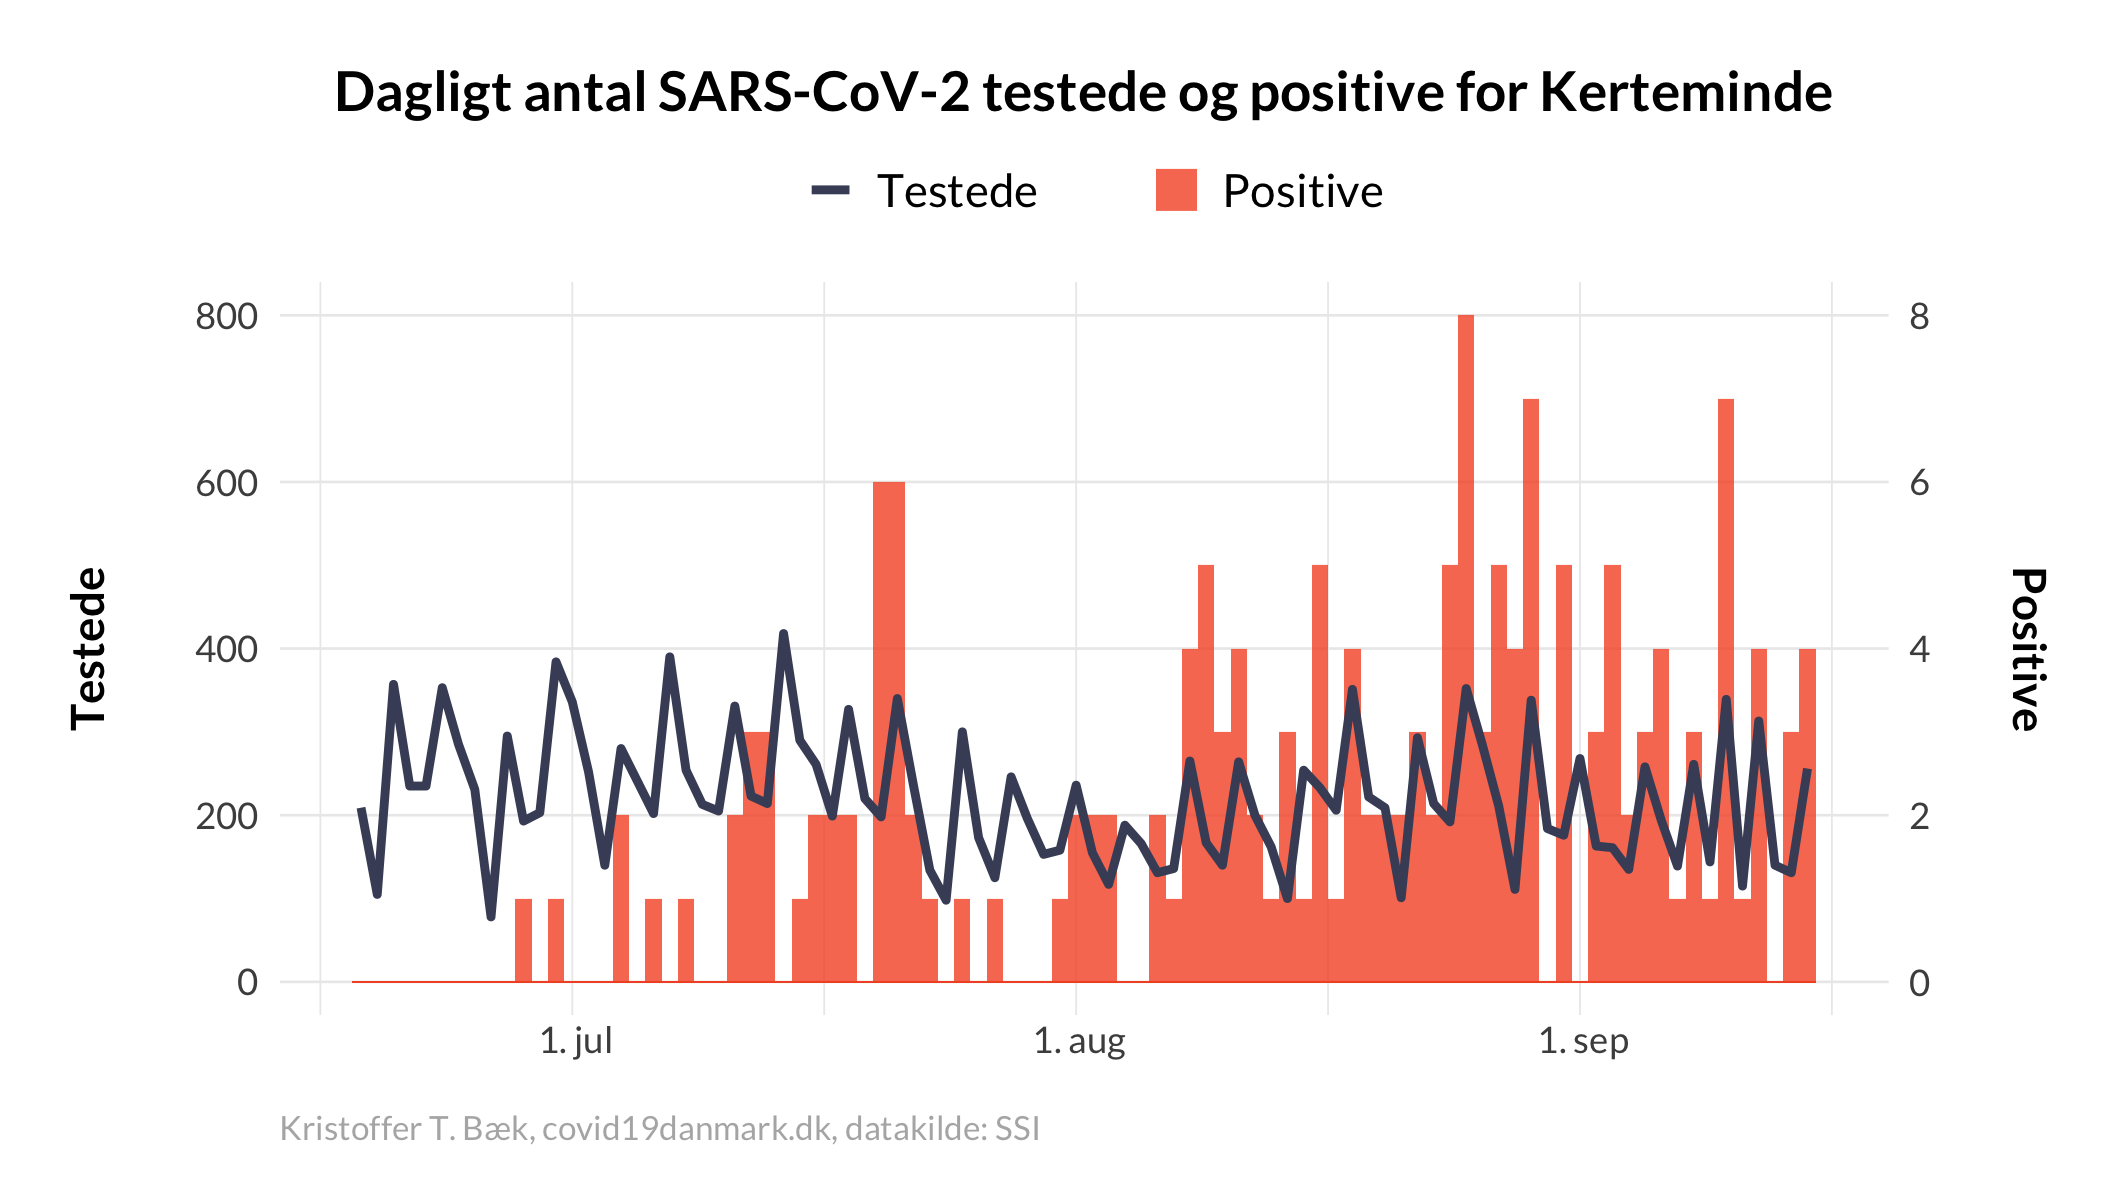 Dagligt antal SARS-CoV-2 testede og positive for Kerteminde
Testede
Positive
Testede
800
600
400
200
0
8
6
4
2
0
Positive
1. jul
1. aug
1. sep
Kristoffer T. Bæk, covid19danmark.dk, datakilde: SSI